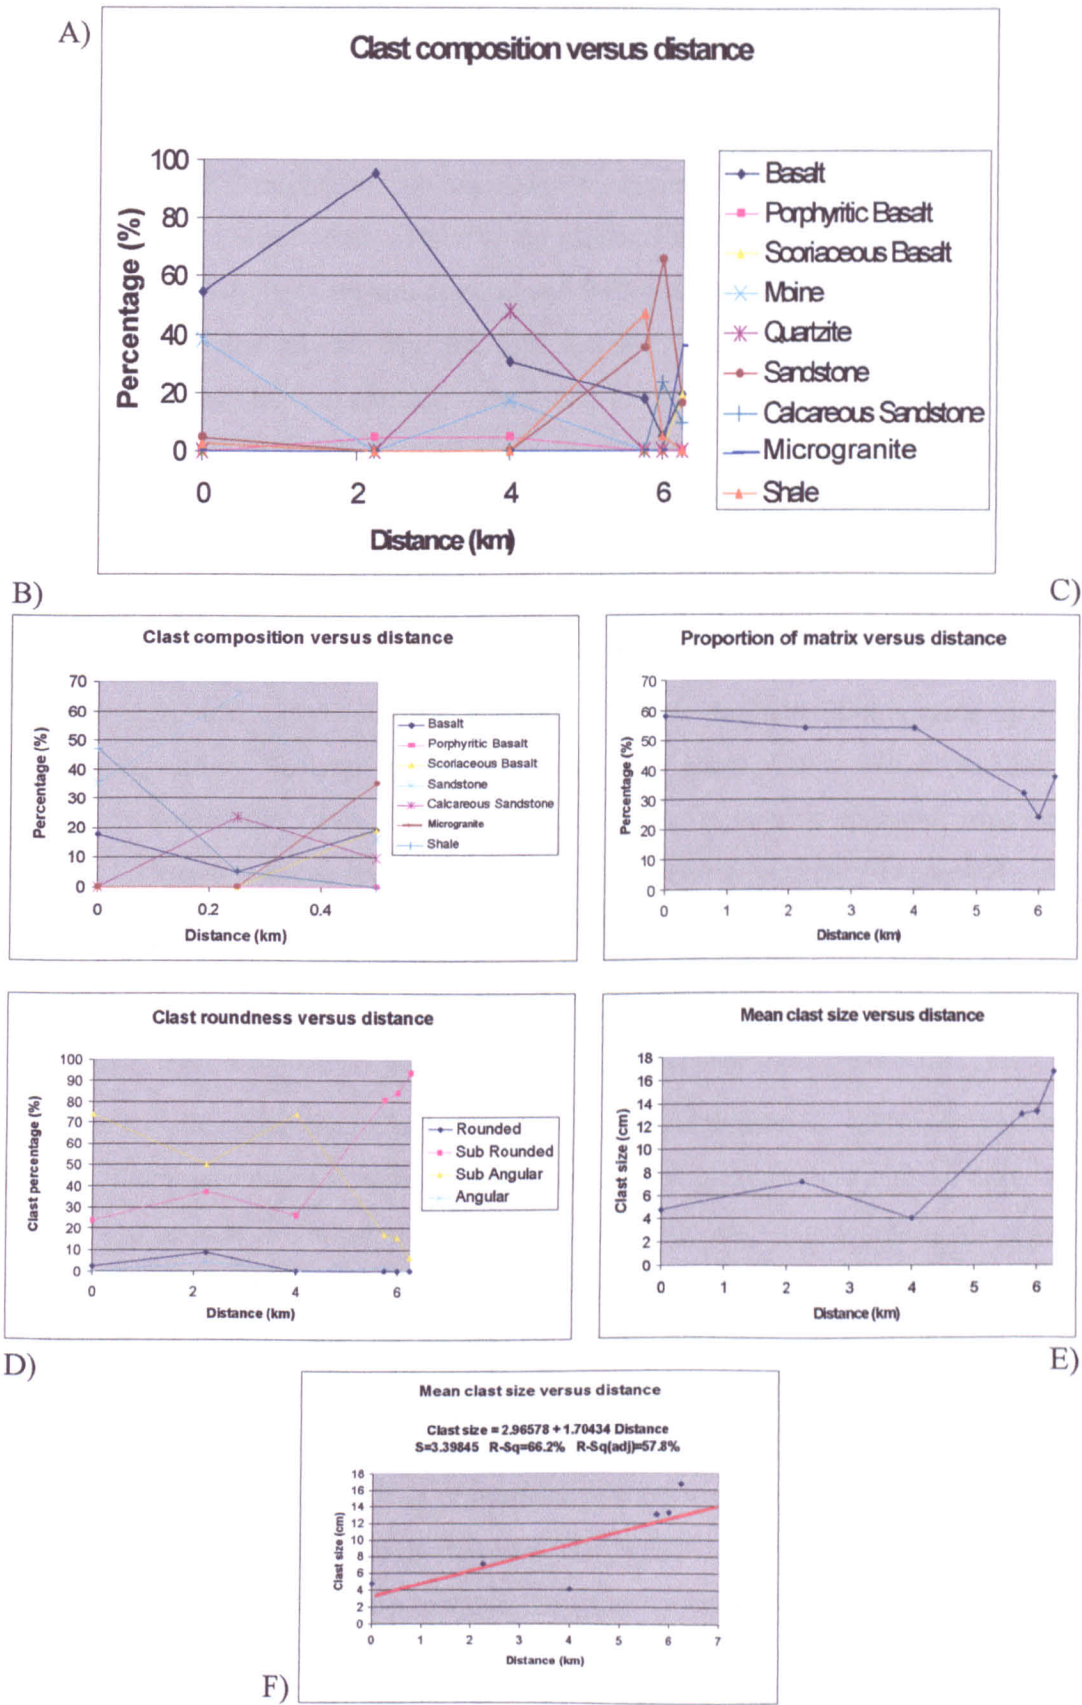 A)
Clast composition versus distance
100
80
60
40
20
0
Percentage (%)
0 2 4 6
Distance (km)
Basalt
Porphyritic Basalt
Scoriaceous Basalt
Moine
Quartzite
Sandstone
Calcareous Sandstone
Microgranite
Shale
B)
C)
Clast composition versus distance
70
60
50
40
30
20
10
0
Percentage (%)
0 0.2 0.4
Distance (km)
Basalt
Porphyritic Basalt
Scoriaceous Basalt
Sandstone
Calcareous Sandstone
Microgranite
Shale
Proportion of matrix versus distance
70
60
50
40
30
20
10
0
Percentage (%)
0 1 2 3 4 5 6
Distance (km)
Clast roundness versus distance
100
90
80
70
60
50
40
30
20
10
0
Clast percentage (%)
0 2 4 6
Distance (km)
Rounded
Sub Rounded
Sub Angular
Angular
Mean clast size versus distance
18
16
14
12
10
8
6
4
2
0
Clast size (cm)
0 1 2 3 4 5 6
Distance (km)
D)
E)
Mean clast size versus distance
Clast size = 2.96578 + 1.70434 Distance
S=3.39845 R-Sq=66.2% R-Sq(adj)=57.8%
18
16
14
12
10
8
6
4
2
0
Clast size (cm)
0 1 2 3 4 5 6 7
Distance (km)
F)